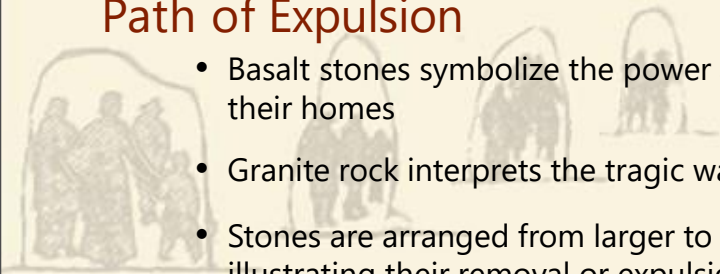 Path of Expulsion
• Basalt stones symbolize the power
their homes
• Granite rock interprets the tragic wa
• Stones are arranged from larger to
illustrating their removal or expulsi